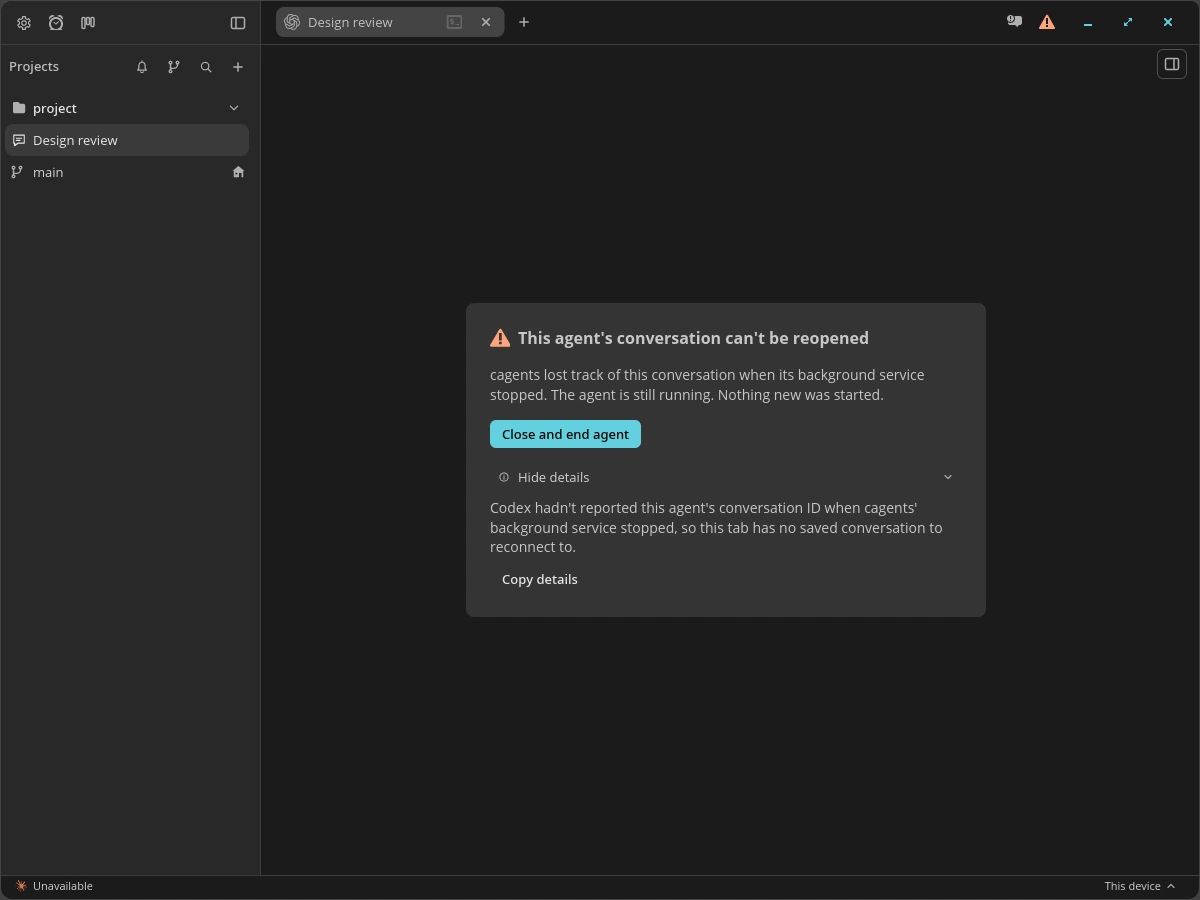 Design review
Projects
project
Design review
main
This agent's conversation can't be reopened
cagents lost track of this conversation when its background service
stopped. The agent is still running. Nothing new was started.
Close and end agent
Hide details
Codex hadn't reported this agent's conversation ID when cagents'
background service stopped, so this tab has no saved conversation to
reconnect to.
Copy details
Unavailable
This device